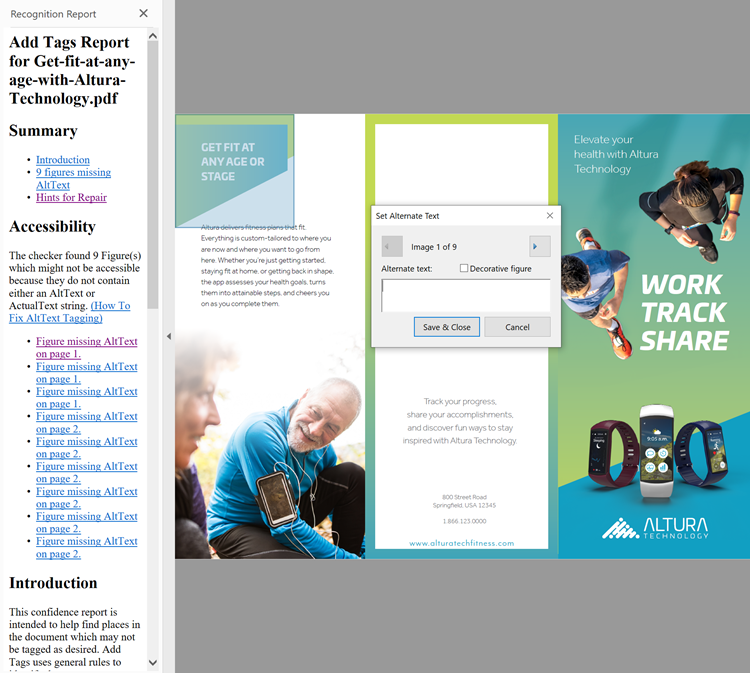 Recognition Report
Add Tags Report
for Get-fit-at-any-
age-with-Altura-
Technology.pdf
Summary
• Introduction
• 9 figures missing
AltText
• Hints for Repair
Accessibility
The checker found 9 Figure(s)
which might not be accessible
because they do not contain
either an AltText or
ActualText string. (How To
Fix AltText Tagging)
• Figure missing AltText
on page 1.
• Figure missing AltText
on page 1.
• Figure missing AltText
on page 1.
• Figure missing AltText
on page 2.
• Figure missing AltText
on page 2.
• Figure missing AltText
on page 2.
• Figure missing AltText
on page 2.
• Figure missing AltText
on page 2.
• Figure missing AltText
on page 2.
Introduction
This confidence report is
intended to help find places in
the document which may not
be tagged as desired. Add
Tags uses general rules to
GET FIT AT
ANY AGE OR
STAGE
Altura delivers fitness plans that fit.
Everything is custom-tailored to where you
are now and where you want to go from
here. Whether you're just getting started,
staying fit at home, or getting back in shape,
the app assesses your health goals, turns
them into attainable steps, and cheers you
on as you complete them.
Set Alternate Text
Image 1 of 9
Alternate text:
Decorative figure
Save & Close
Cancel
Track your progress,
share your accomplishments,
and discover fun ways to stay
inspired with Altura Technology.
800 Street Road
Springfield, USA 12345
1.866.123.0000
www.alturatechfitness.com
Elevate your
health with Altura
Technology
WORK
TRACK
SHARE
9:05 a.m.
ALTURA
TECHNOLOGY